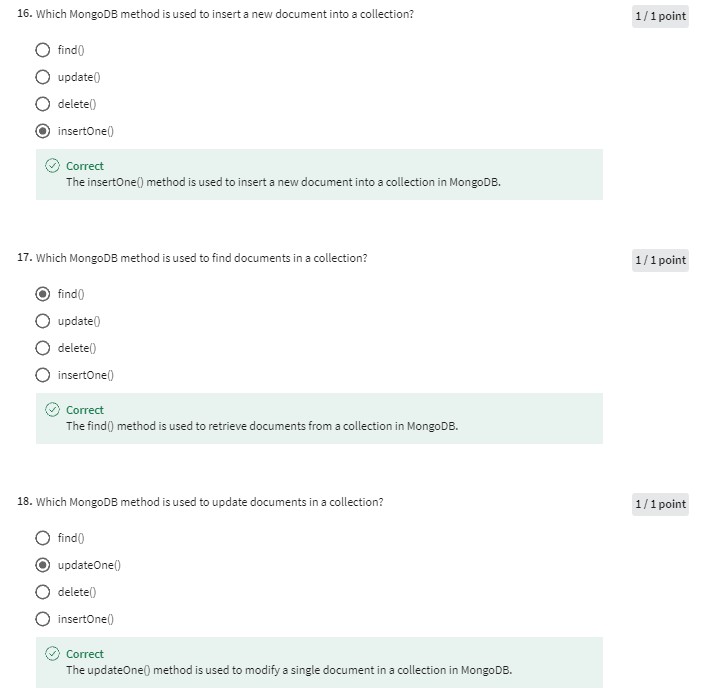 16. Which MongoDB method is used to insert a new document into a collection? 1 / 1 point
find()
update()
delete()
insertOne()
Correct
The insertOne() method is used to insert a new document into a collection in MongoDB.
17. Which MongoDB method is used to find documents in a collection? 1 / 1 point
find()
update()
delete()
insertOne()
Correct
The find() method is used to retrieve documents from a collection in MongoDB.
18. Which MongoDB method is used to update documents in a collection? 1 / 1 point
find()
updateOne()
delete()
insertOne()
Correct
The updateOne() method is used to modify a single document in a collection in MongoDB.